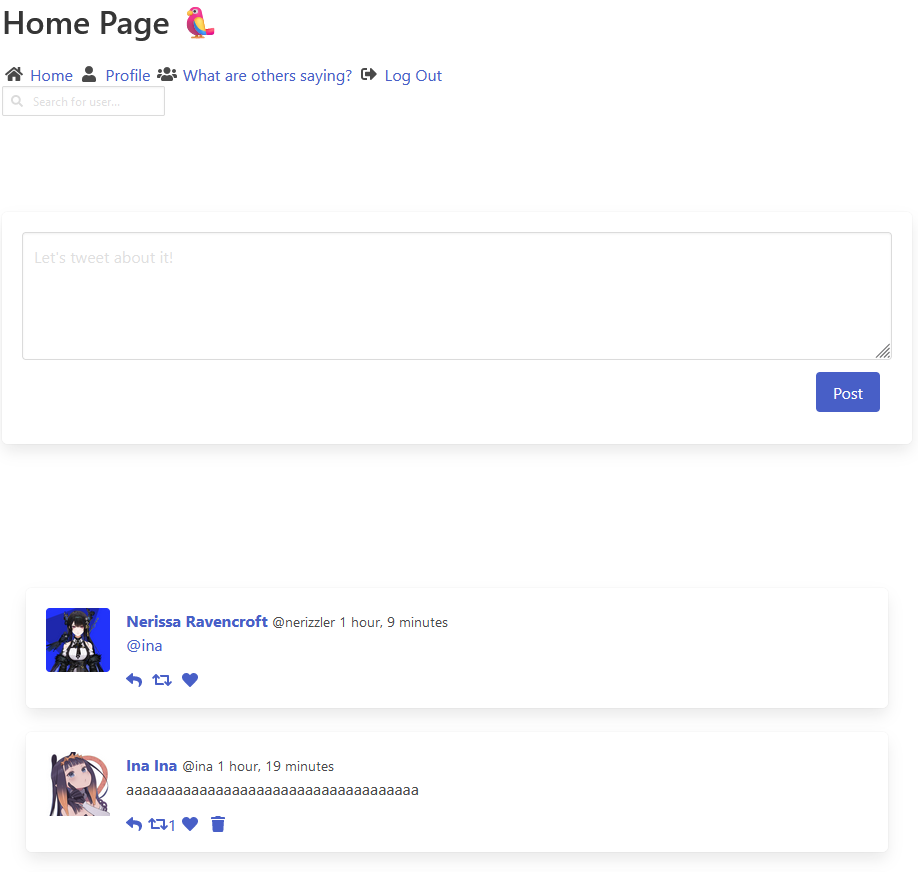 Home Page
Home Profile What are others saying? Log Out
Search for user...
Let's tweet about it!
Post
Nerissa Ravencroft @nerizzler 1 hour, 9 minutes
@ina
Ina Ina @ina 1 hour, 19 minutes
aaaaaaaaaaaaaaaaaaaaaaaaaaaaaaaaaaaa
1